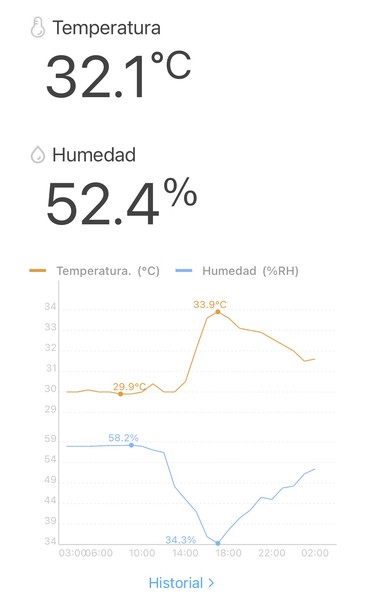 Temperatura
32.1°C
Humedad
52.4%
Temperatura. (°C) Humedad (%RH)
33.9°C
34
33
32
31
29.9°C
30
29
58.2%
59
54
49
44
39
34.3%
34
03:00 06:00 10:00 14:00 18:00 22:00 02:00
Historial >